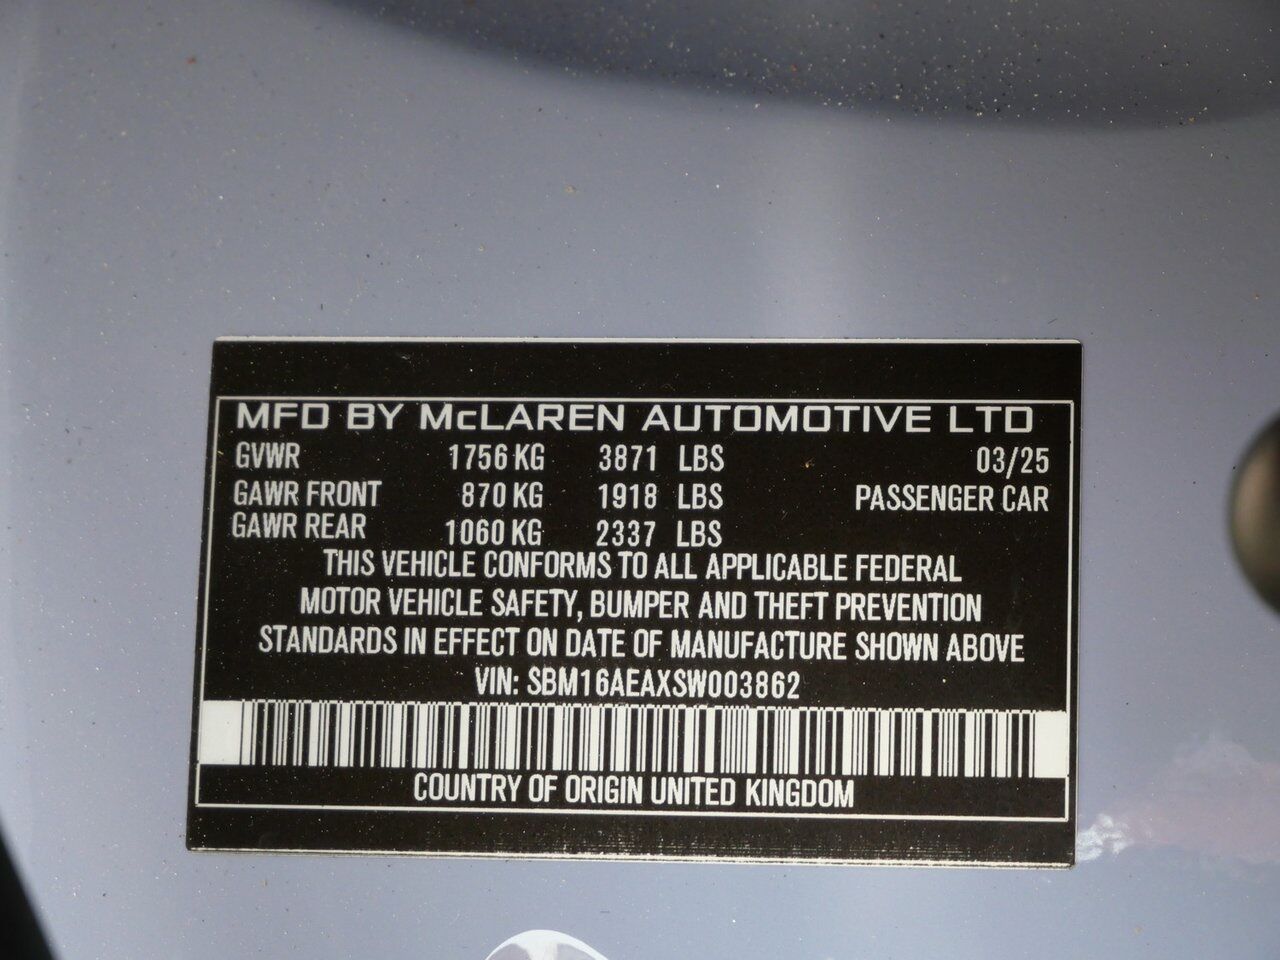 MFD BY McLAREN AUTOMOTIVE LTD
GVWR 1756 KG 3871 LBS 03/25
GAWR FRONT 870 KG 1918 LBS PASSENGER CAR
GAWR REAR 1060 KG 2337 LBS
THIS VEHICLE CONFORMS TO ALL APPLICABLE FEDERAL
MOTOR VEHICLE SAFETY, BUMPER AND THEFT PREVENTION
STANDARDS IN EFFECT ON DATE OF MANUFACTURE SHOWN ABOVE
VIN: SBM16AEAXSW003862
COUNTRY OF ORIGIN UNITED KINGDOM